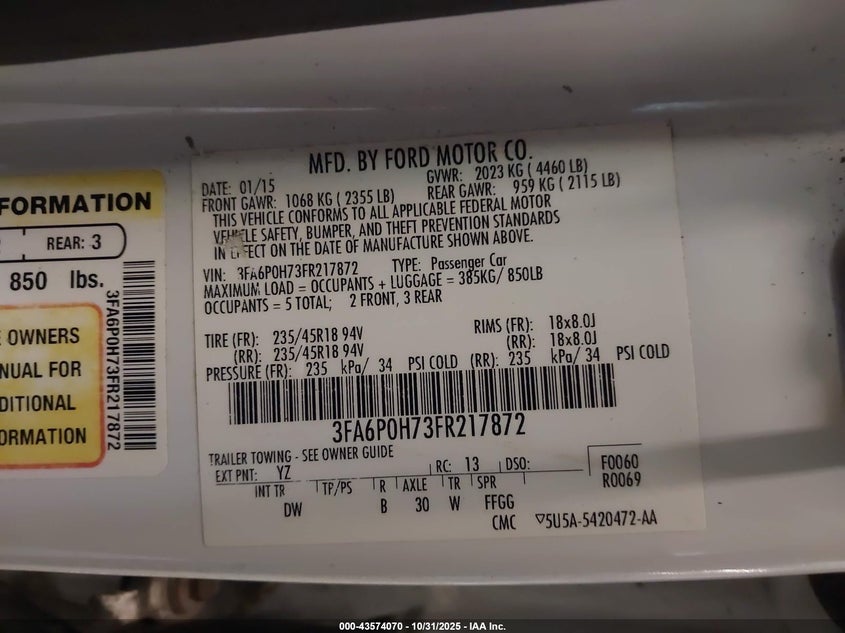 FORMATION
REAR: 3
850 lbs.
OWNERS
FOR
3FA6P0H73FR217872
MFD. BY FORD MOTOR CO.
DATE: 01/15
GVWR: 2023 KG ( 4460 LB)
FRONT GAWR: 1068 KG ( 2355 LB)
REAR GAWR: 959 KG ( 2115 LB)
THIS VEHICLE CONFORMS TO ALL APPLICABLE FEDERAL MOTOR
VEHICLE SAFETY, BUMPER, AND THEFT PREVENTION STANDARDS
IN EFFECT ON THE DATE OF MANUFACTURE SHOWN ABOVE.
VIN: 3FA6P0H73FR217872 TYPE: Passenger Car
MAXIMUM LOAD = OCCUPANTS + LUGGAGE = 385KG/ 850LB
OCCUPANTS = 5 TOTAL; 2 FRONT, 3 REAR
TIRE (FR): 235/45R18 94V RIMS (FR): 18x8.0J
(RR): 235/45R18 94V (RR): 18x8.0J
PRESSURE (FR): 235 kPa/ 34 PSI COLD (RR): 235 kPa/ 34 PSI COLD
3FA6P0H73FR217872
TRAILER TOWING - SEE OWNER GUIDE
EXT PNT: YZ RC: 13 DSO: F0060
R0069
INT TR TP/PS R AXLE TR SPR
DW B 30 W FFGG
CMC ▽5U5A-5420472-AA
000-43574070 - 10/31/2025 - IAA Inc.